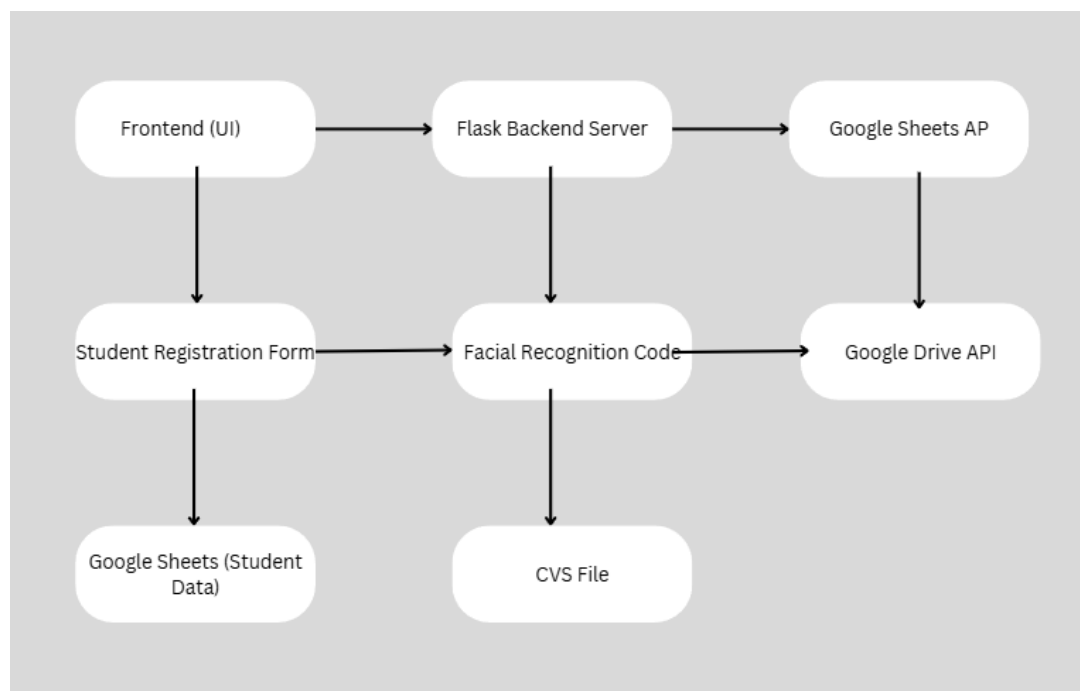 Frontend (UI)
Flask Backend Server
Google Sheets AP
Student Registration Form
Facial Recognition Code
Google Drive API
Google Sheets (Student
Data)
CVS File